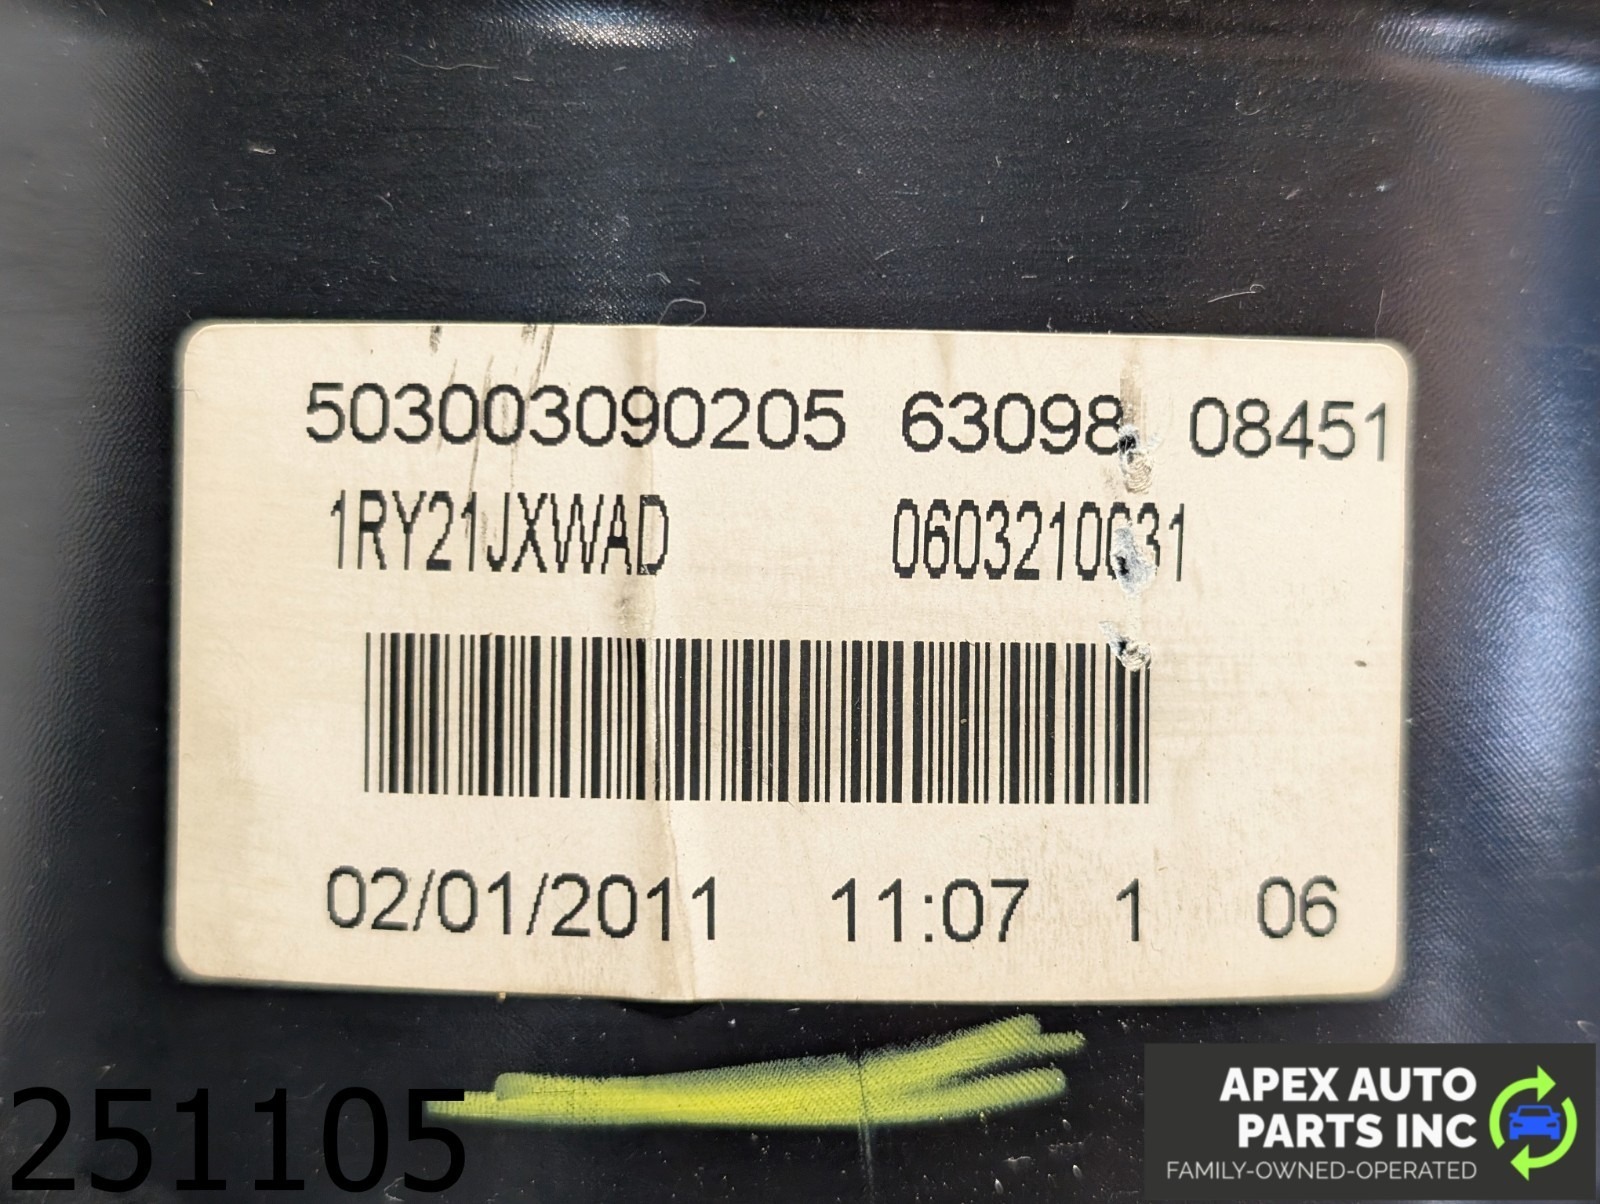 503003090205 63098 08451
1RY21JXWAD 0603210031
02/01/2011 11:07 1 06
251105
APEX AUTO
PARTS INC
FAMILY-OWNED-OPERATED